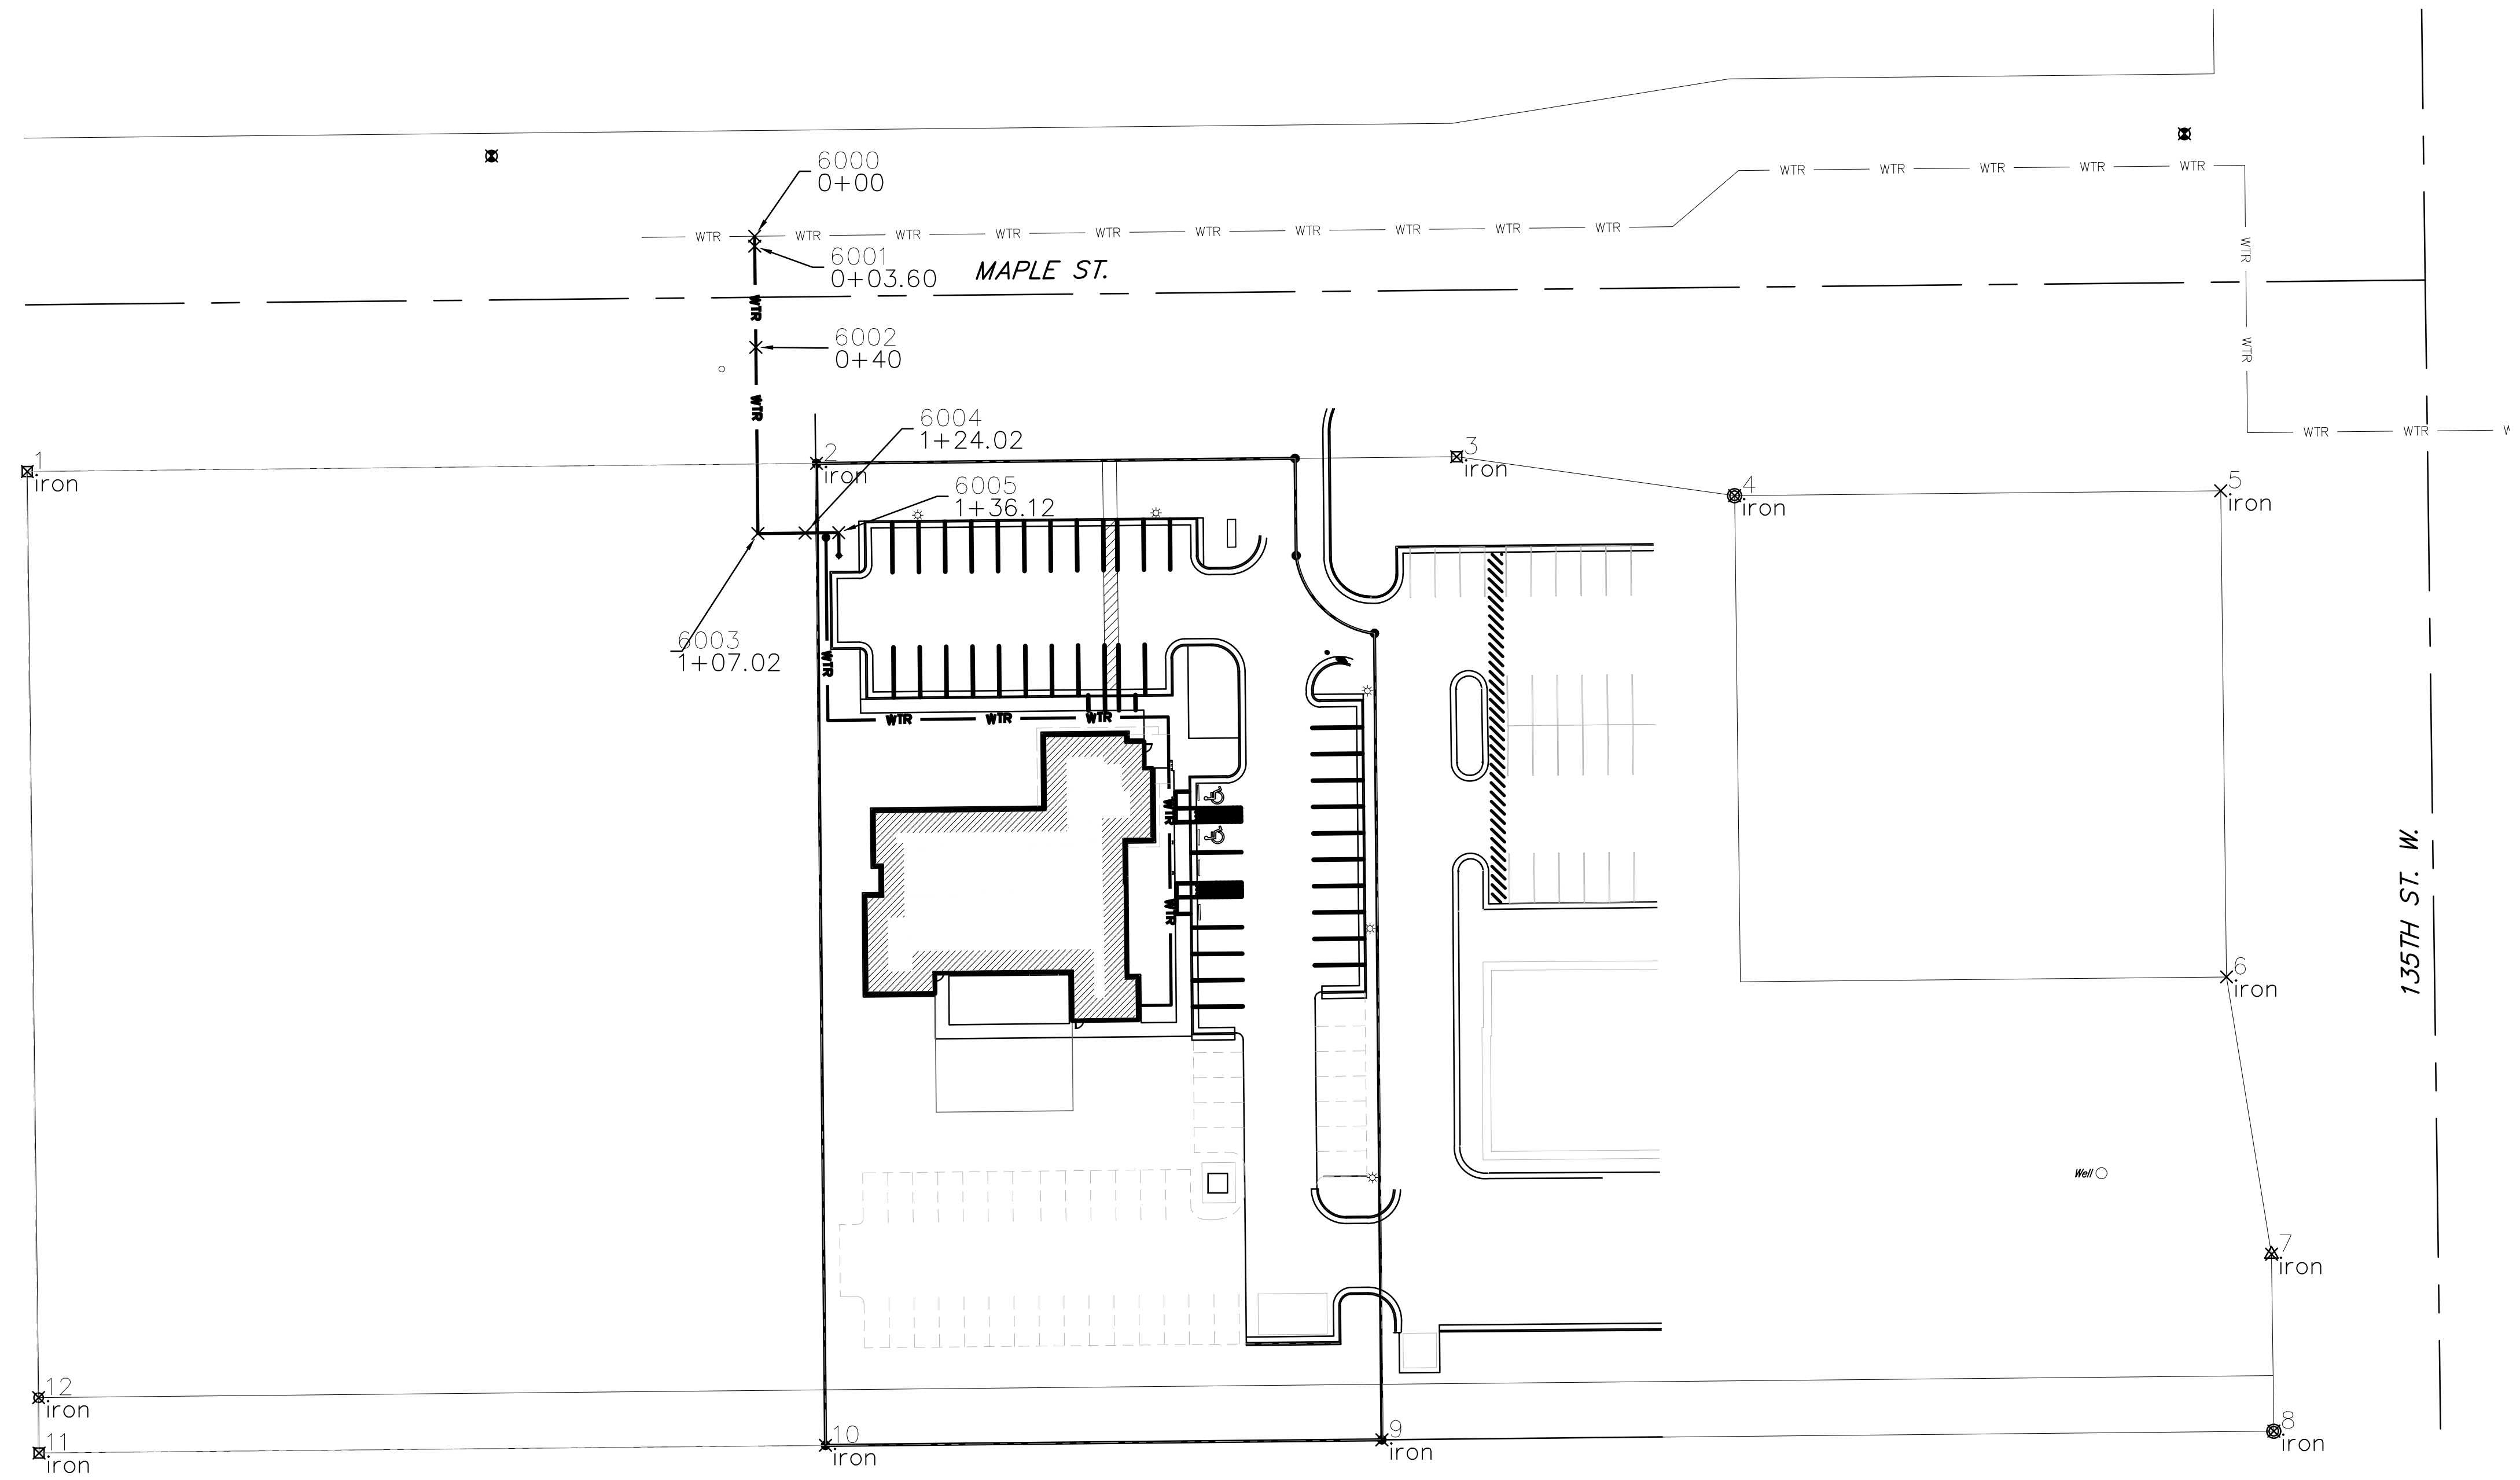 WTR WTR WTR WTR WTR
6000
0+00
WTR WTR WTR WTR WTR WTR WTR WTR WTR WTR
WTR
6001
0+03.60
MAPLE ST.
WTR
6002
0+40
WTR
WTR
6004
1+24.02
WTR WTR W
1
iron
2
iron
3
iron
4
iron
5
iron
6005
1+36.12
6003
1+07.02
WTR
WTR WTR WTR
WTR
WTR
135TH ST. W.
6
iron
Well
7
iron
12
iron
11
iron
10
iron
9
iron
8
iron